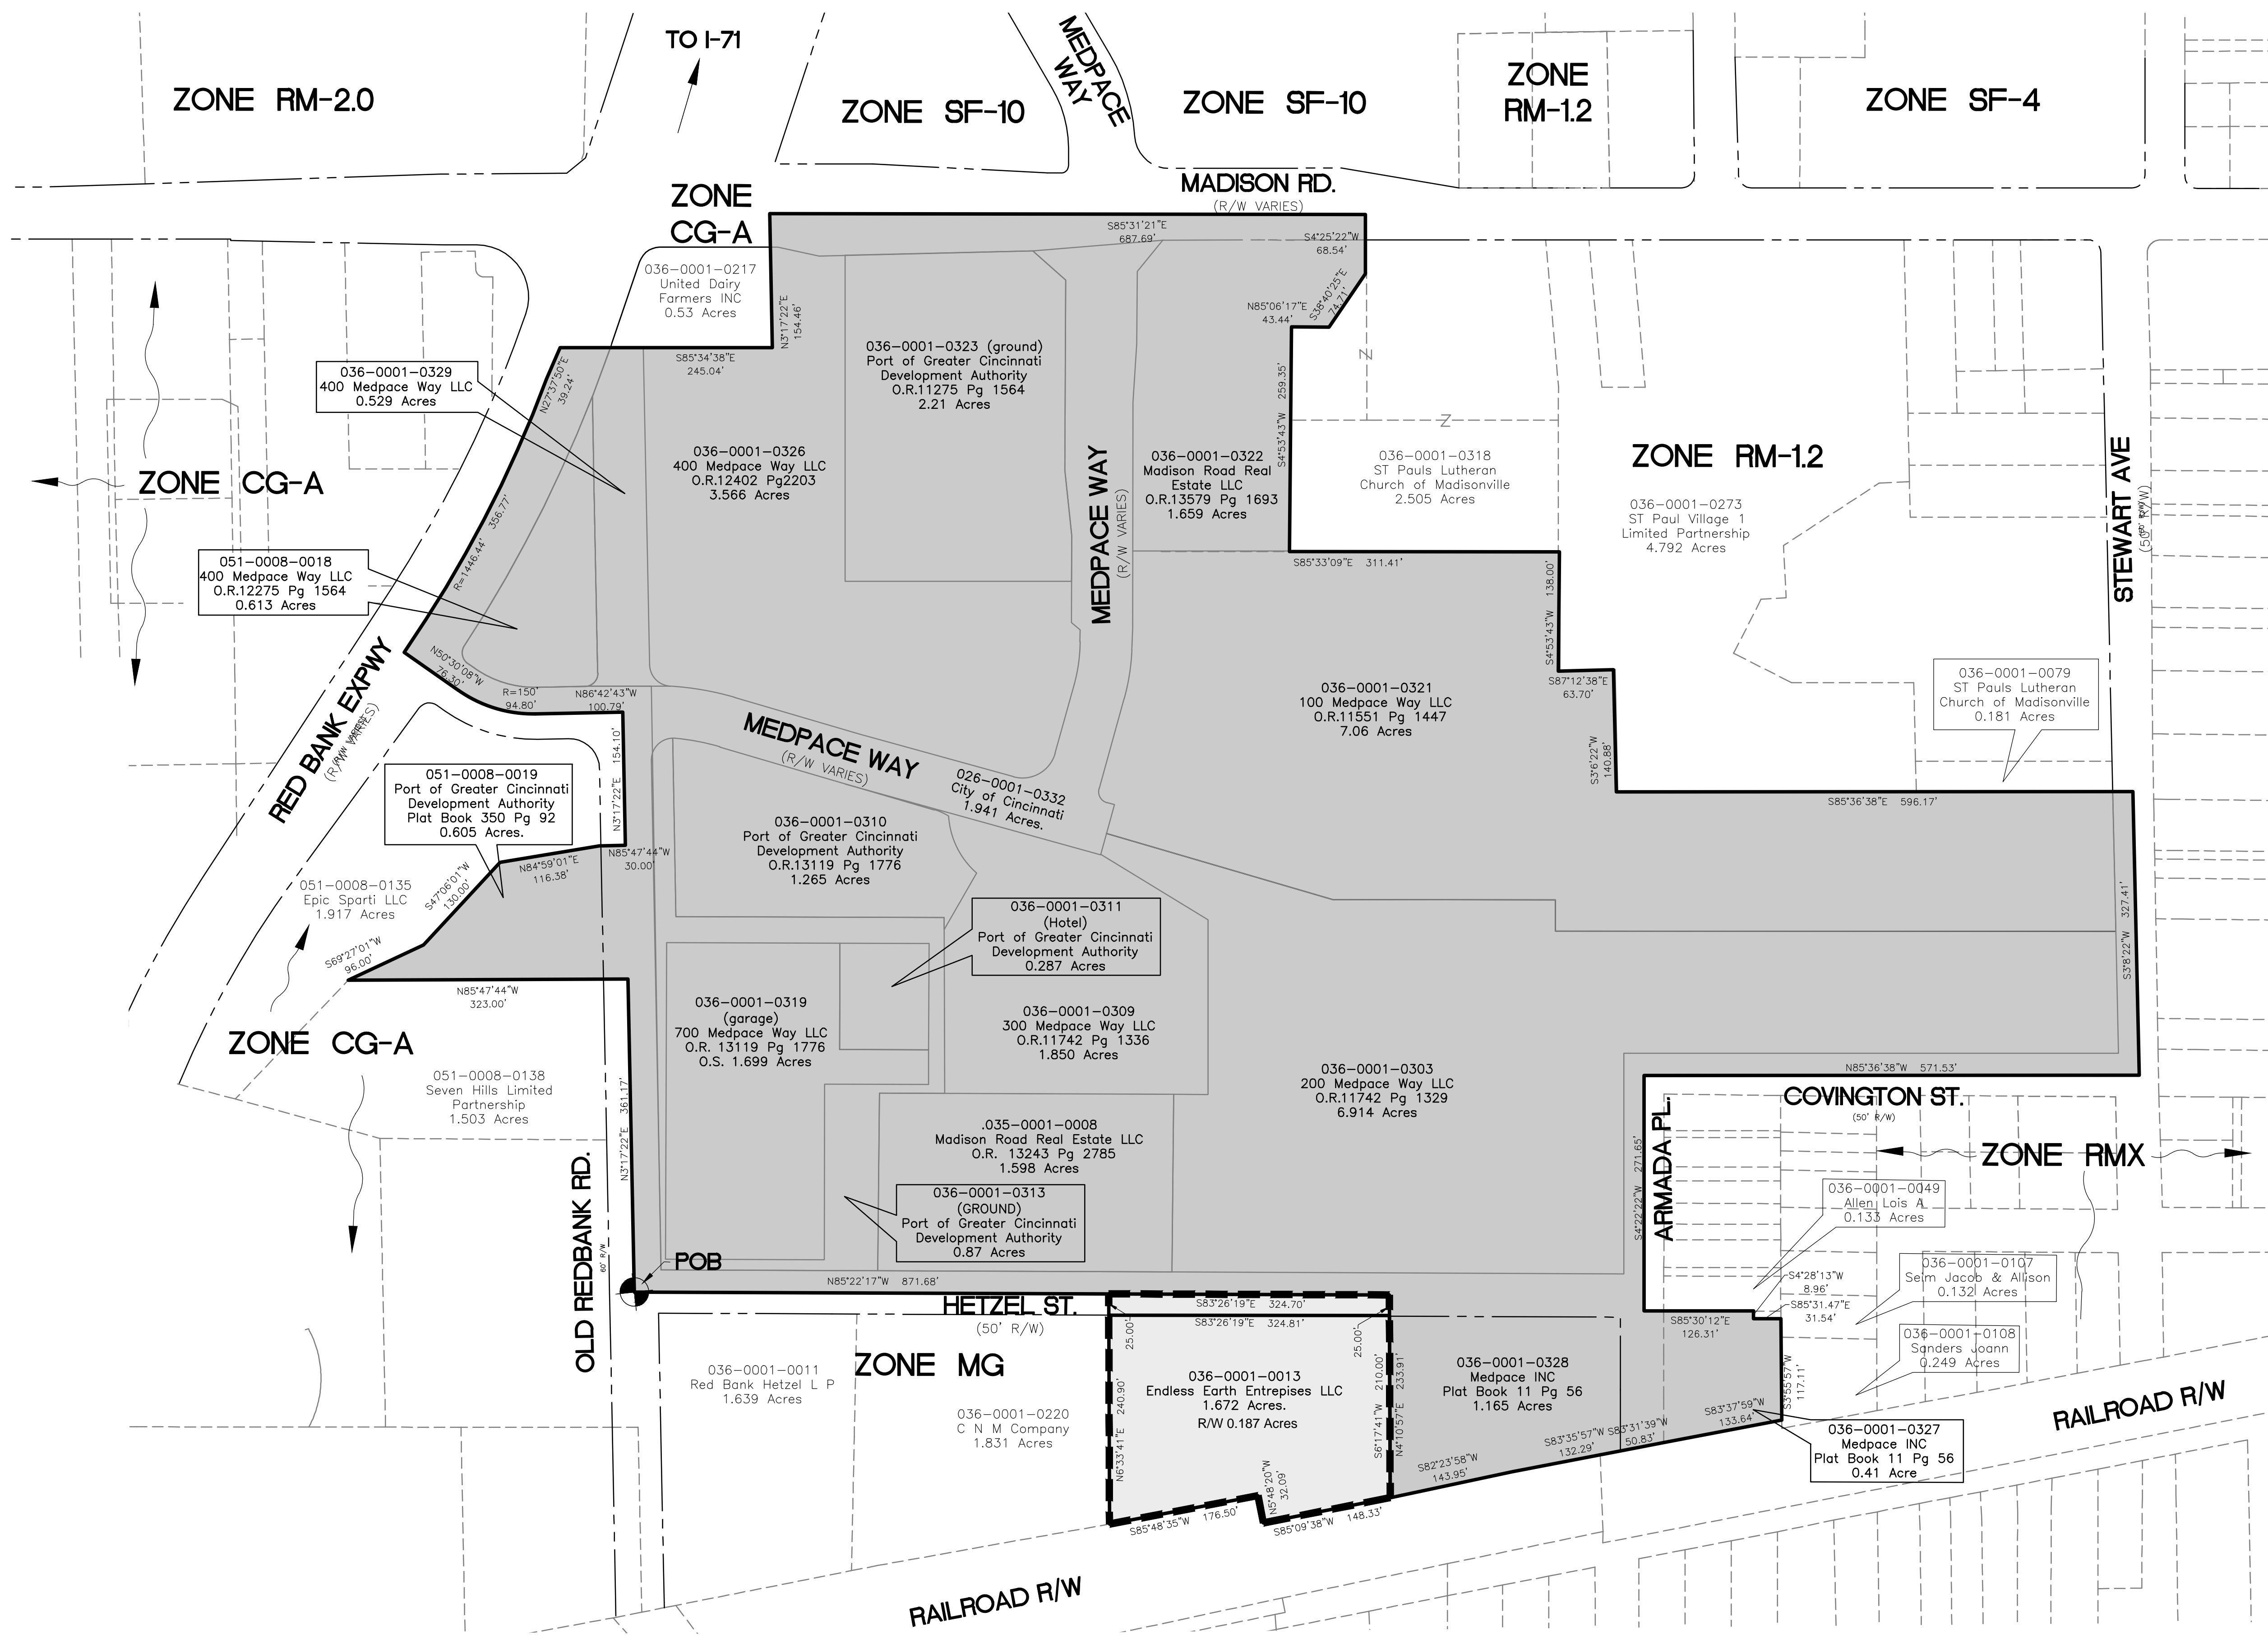 TO I-71
MEDPACE
WAY
ZONE RM-2.0
ZONE SF-10
ZONE SF-10
ZONE
RM-1.2
ZONE SF-4
MADISON RD.
(R/W VARIES)
ZONE
CG-A
S85°31'21"E
687.69'
S4°25'22"W
68.54'
036-0001-0217
United Dairy
Farmers INC
0.53 Acres
N3°17'22"E
154.46'
S38°40'25"E
74.71'
N85°06'17"E
43.44'
036-0001-0323 (ground)
Port of Greater Cincinnati
Development Authority
O.R.11275 Pg 1564
2.21 Acres
S85°34'38"E
245.04'
036-0001-0329
400 Medpace Way LLC
0.529 Acres
N27°37'50"E
39.24'
S4°53'43"W 259.35'
Z
Z
036-0001-0326
400 Medpace Way LLC
O.R.12402 Pg2203
3.566 Acres
036-0001-0322
Madison Road Real
Estate LLC
O.R.13579 Pg 1693
1.659 Acres
036-0001-0318
ST Pauls Lutheran
Church of Madisonville
2.505 Acres
ZONE RM-1.2
036-0001-0273
ST Paul Village 1
Limited Partnership
4.792 Acres
STEWART AVE
(50' R/W)
ZONE CG-A
MEDPACE WAY
(R/W VARIES)
R=1446.44' 356.77'
051-0008-0018
400 Medpace Way LLC
O.R.12275 Pg 1564
0.613 Acres
S85°33'09"E 311.41'
S4°53'43"W 138.00'
S87°12'38"E
63.70'
S3°6'22"W
140.88'
036-0001-0321
100 Medpace Way LLC
O.R.11551 Pg 1447
7.06 Acres
036-0001-0079
ST Pauls Lutheran
Church of Madisonville
0.181 Acres
RED BANK EXPWY
(R/W VARIES)
N50°30'08"W
76.30'
R=150'
94.80'
N86°42'43"W
100.79'
N3°17'22"E 154.10'
MEDPACE WAY
(R/W VARIES)
026-0001-0332
City of Cincinnati
1.941 Acres.
S85°36'38"E 596.17'
051-0008-0019
Port of Greater Cincinnati
Development Authority
Plat Book 350 Pg 92
0.605 Acres.
036-0001-0310
Port of Greater Cincinnati
Development Authority
O.R.13119 Pg 1776
1.265 Acres
N85°47'44"W
30.00'
N84°59'01"E
116.38'
S47°06'01"W
130.00'
051-0008-0135
Epic Sparti LLC
1.917 Acres
S69°27'01"W
96.00'
N85°47'44"W
323.00'
036-0001-0311
(Hotel)
Port of Greater Cincinnati
Development Authority
0.287 Acres
S3°8'22"W 327.41'
036-0001-0319
(garage)
700 Medpace Way LLC
O.R. 13119 Pg 1776
O.S. 1.699 Acres
036-0001-0309
300 Medpace Way LLC
O.R.11742 Pg 1336
1.850 Acres
036-0001-0303
200 Medpace Way LLC
O.R.11742 Pg 1329
6.914 Acres
ZONE CG-A
051-0008-0138
Seven Hills Limited
Partnership
1.503 Acres
N3°17'22"E 361.17'
N85°36'38"W 571.53'
COVINGTON ST.
(50' R/W)
ARMADA PL.
S4°22'22"W 271.65'
ZONE RMX
.035-0001-0008
Madison Road Real Estate LLC
O.R. 13243 Pg 2785
1.598 Acres
036-0001-0313
(GROUND)
Port of Greater Cincinnati
Development Authority
0.87 Acres
036-0001-0049
Allen Lois A
0.133 Acres
036-0001-0107
Seim Jacob & Allison
0.132 Acres
036-0001-0108
Sanders Joann
0.249 Acres
S4°28'13"W
8.96'
S85°31.47"E
31.54'
S85°30'12"E
126.31'
S3°55'57"W
117.11'
OLD REDBANK RD.
60' R/W
POB
N85°22'17"W 871.68'
HETZEL ST.
(50' R/W)
S83°26'19"E 324.70'
S83°26'19"E 324.81'
25.00'
25.00'
ZONE MG
036-0001-0011
Red Bank Hetzel L P
1.639 Acres
036-0001-0220
C N M Company
1.831 Acres
N6°33'41"E 240.90'
036-0001-0013
Endless Earth Entrepises LLC
1.672 Acres.
R/W 0.187 Acres
S6°17'41"W 210.00'
N4°10'57"E 233.91'
036-0001-0328
Medpace INC
Plat Book 11 Pg 56
1.165 Acres
S85°48'35"W 176.50'
N5°48'20"W
32.09'
S85°09'38"W 148.33'
S82°23'58"W
143.95'
S83°35'57"W
132.29'
S83°31'39"W
50.83'
S83°37'59"W
133.64'
036-0001-0327
Medpace INC
Plat Book 11 Pg 56
0.41 Acre
RAILROAD R/W
RAILROAD R/W